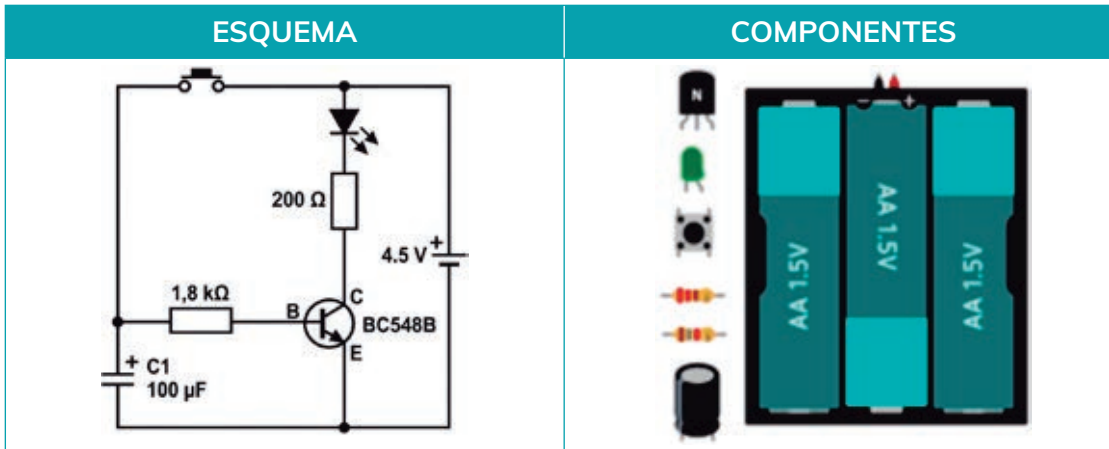 ESQUEMA
COMPONENTES
200 Ω
4.5 V
+
1,8 kΩ
B
C
BC548B
E
+
C1
100 µF
N
− +
AA 1.5V
AA 1.5V
AA 1.5V